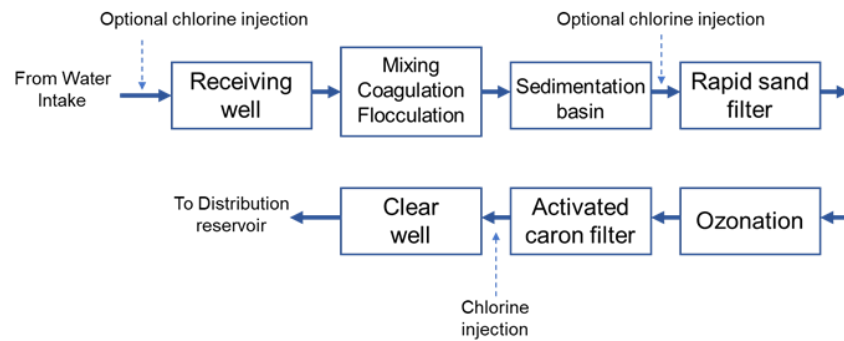 Optional chlorine injection
Optional chlorine injection
From Water
Intake
Receiving
well
Mixing
Coagulation
Flocculation
Sedimentation
basin
Rapid sand
filter
To Distribution
reservoir
Clear
well
Activated
caron filter
Ozonation
Chlorine
injection